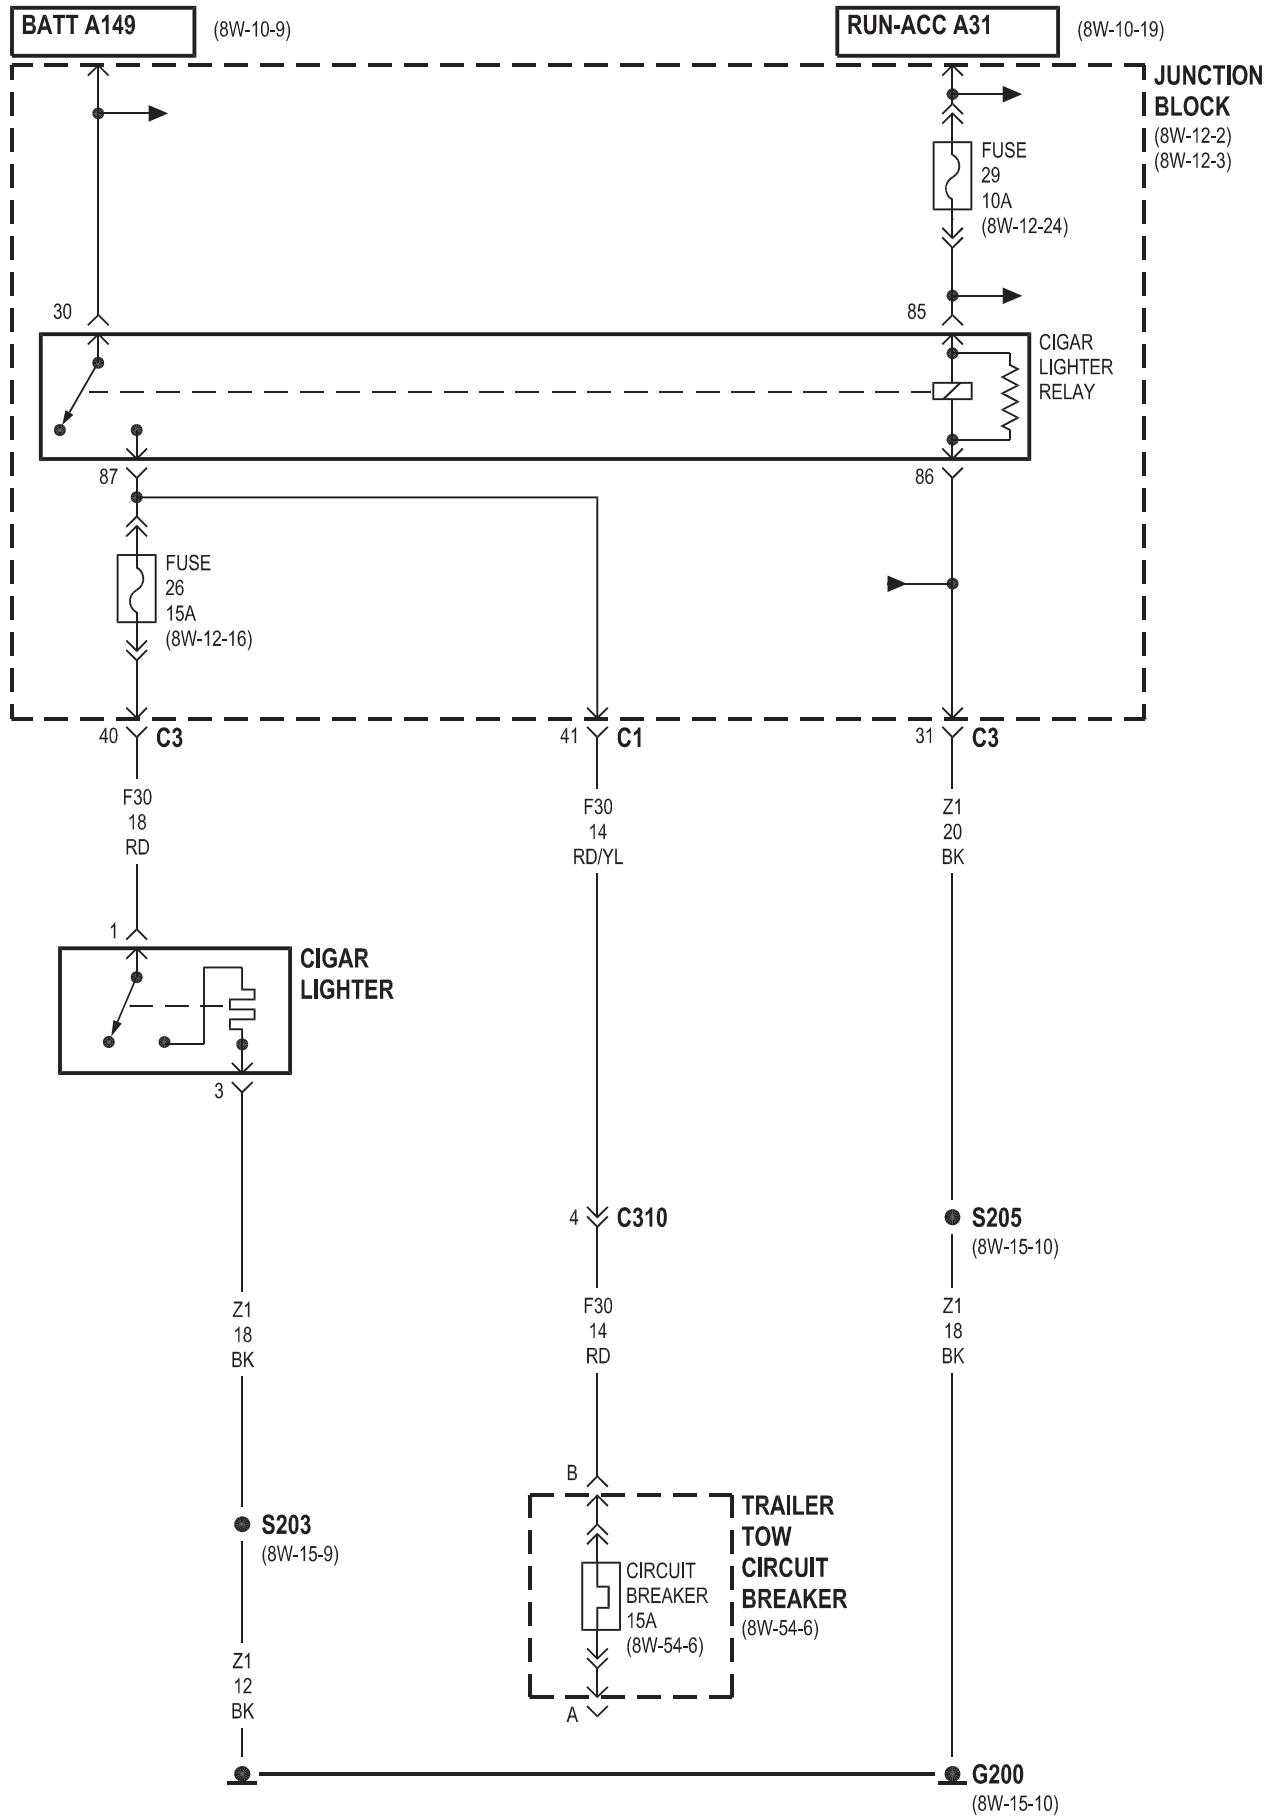 BATT A149
(8W-10-9)
RUN-ACC A31
(8W-10-19)
JUNCTION
BLOCK
(8W-12-2)
(8W-12-3)
FUSE
29
10A
(8W-12-24)
30
85
CIGAR
LIGHTER
RELAY
87
86
FUSE
26
15A
(8W-12-16)
40
C3
41
C1
31
C3
F30
18
RD
F30
14
RD/YL
Z1
20
BK
1
CIGAR
LIGHTER
3
4
C310
S205
(8W-15-10)
Z1
18
BK
F30
14
RD
Z1
18
BK
B
S203
(8W-15-9)
TRAILER
TOW
CIRCUIT
BREAKER
(8W-54-6)
CIRCUIT
BREAKER
15A
(8W-54-6)
A
Z1
12
BK
G200
(8W-15-10)